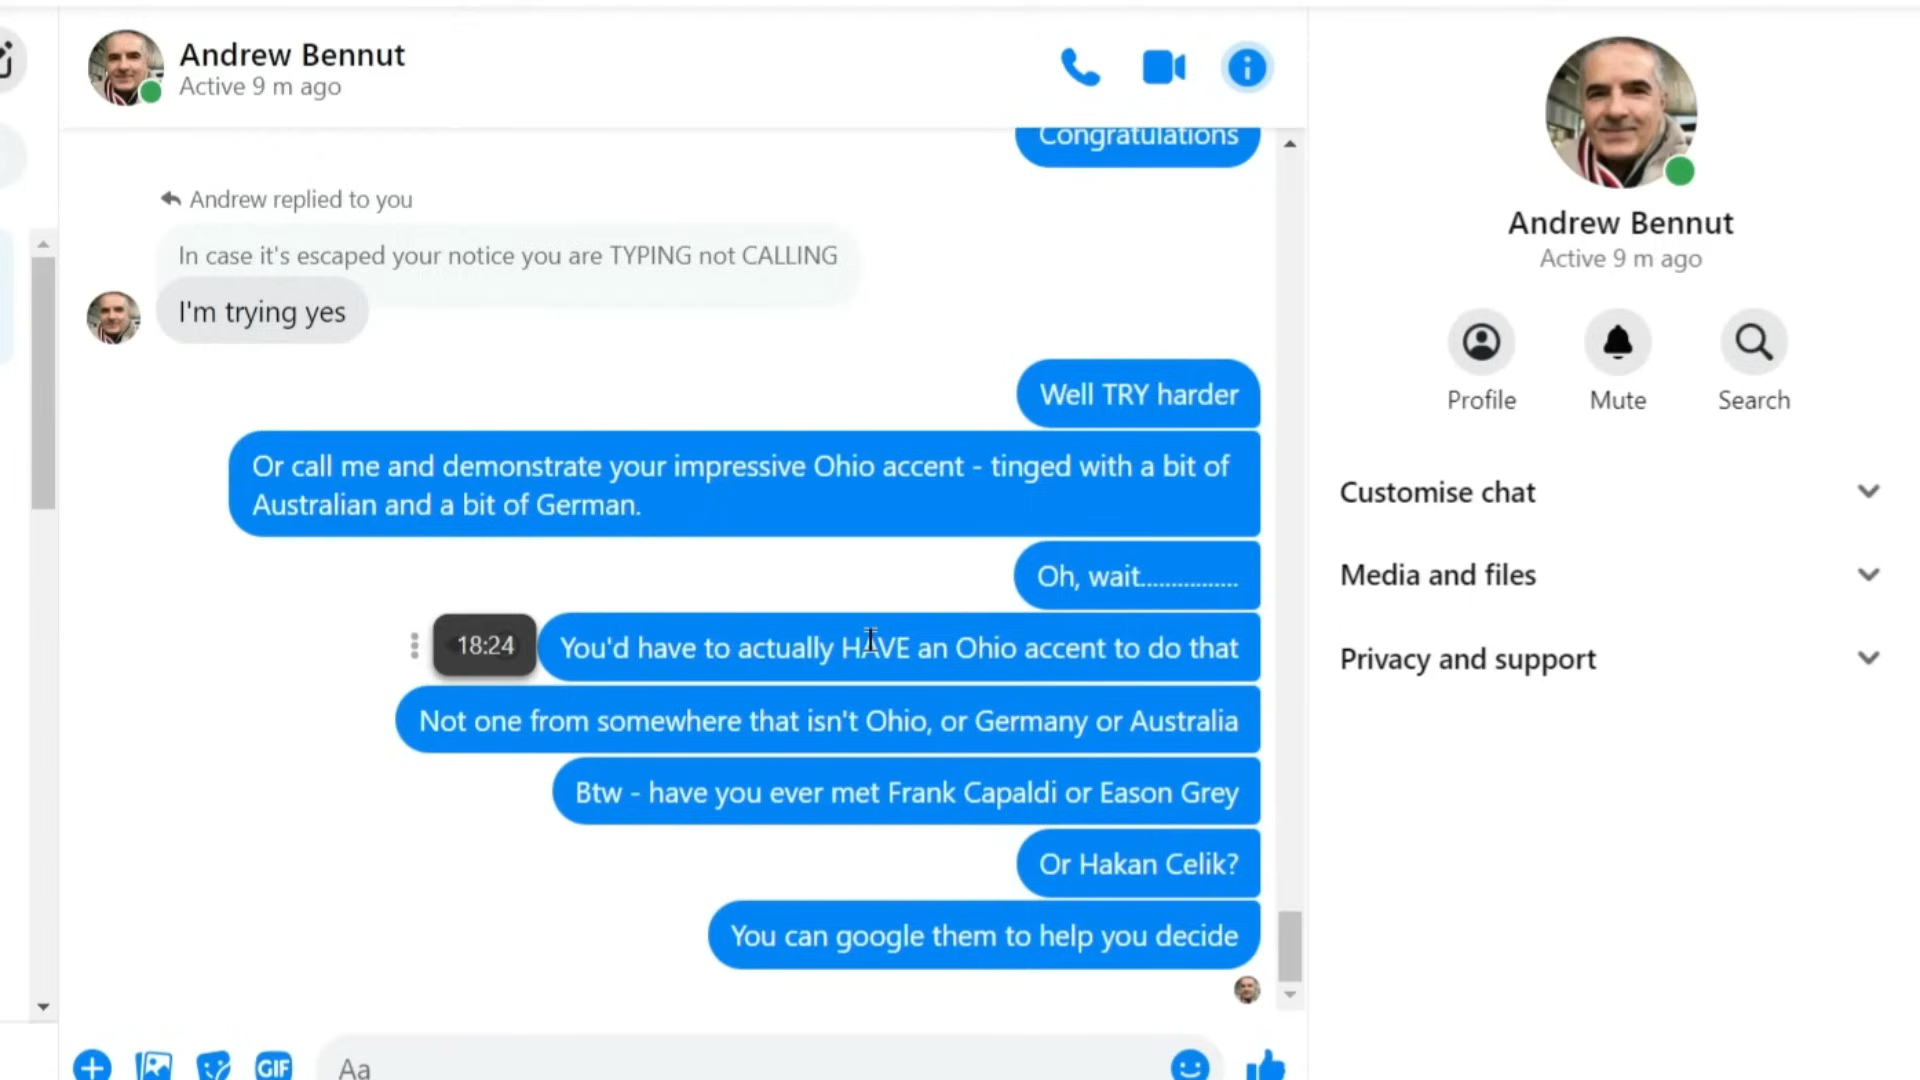 Andrew Bennut
Active 9 m ago
Congratulations
Andrew replied to you
In case it's escaped your notice you are TYPING not CALLING
I'm trying yes
Well TRY harder
Or call me and demonstrate your impressive Ohio accent - tinged with a bit of
Australian and a bit of German.
Oh, wait................
18:24
You'd have to actually HAVE an Ohio accent to do that
Not one from somewhere that isn't Ohio, or Germany or Australia
Btw - have you ever met Frank Capaldi or Eason Grey
Or Hakan Celik?
You can google them to help you decide
GIF
Aa
Andrew Bennut
Active 9 m ago
Profile
Mute
Search
Customise chat
Media and files
Privacy and support